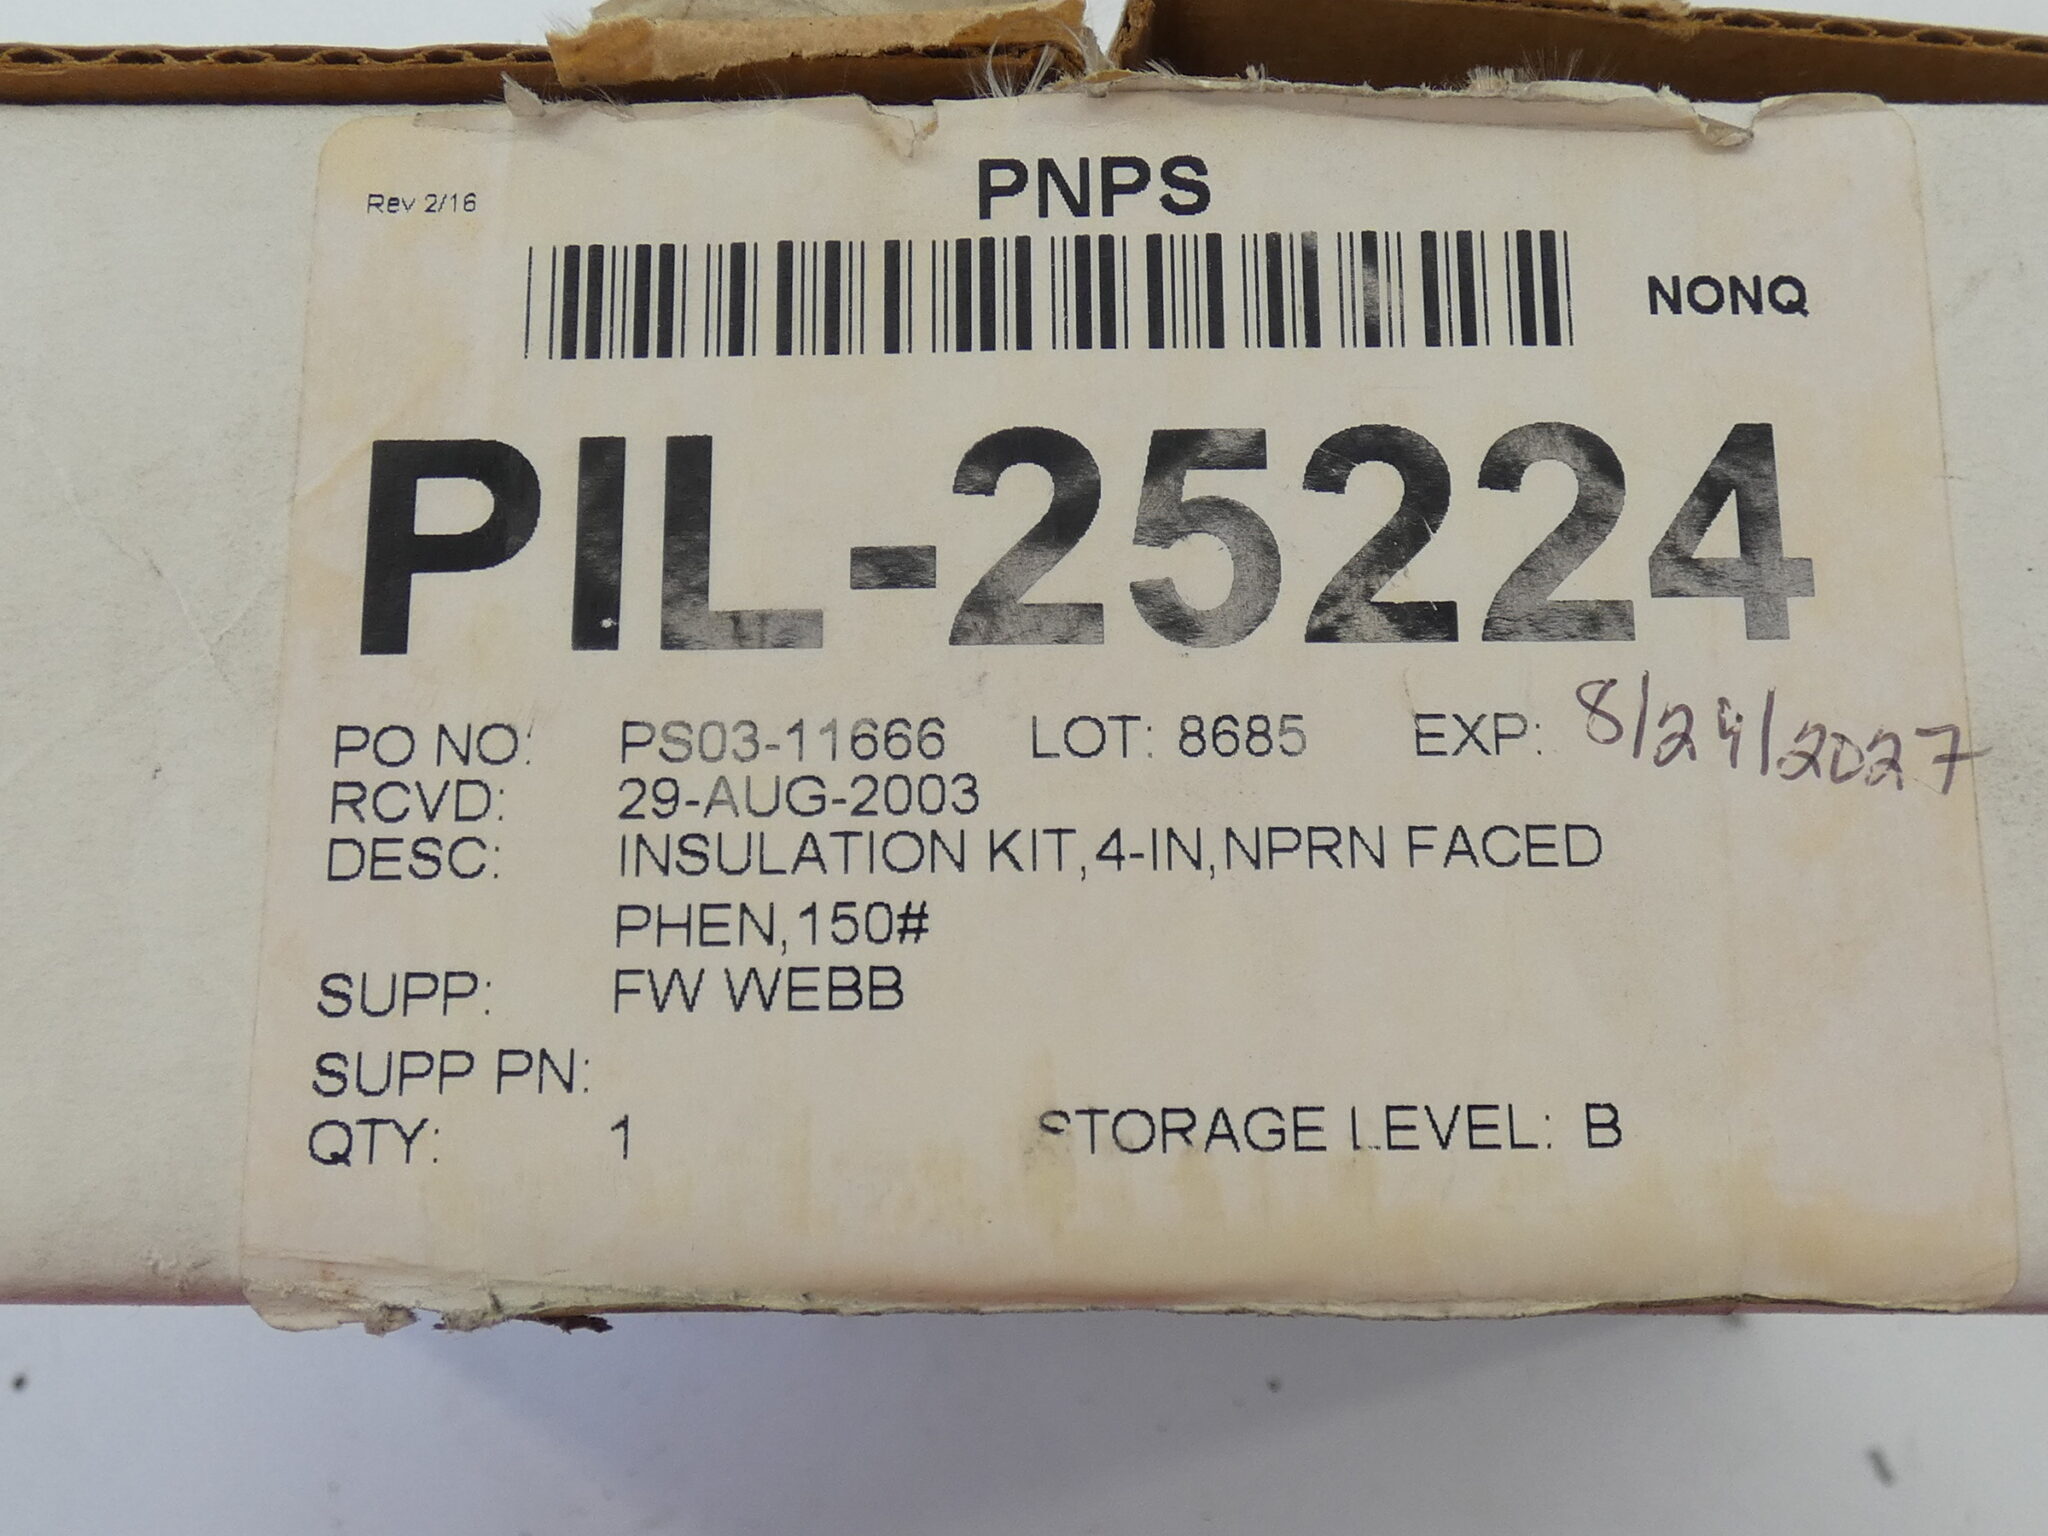 PNPS
Rev 2/16
NONQ
PIL-25224
PO NO: PS03-11666 LOT: 8685 EXP: 8/29/2027
RCVD: 29-AUG-2003
DESC: INSULATION KIT,4-IN,NPRN FACED
PHEN,150#
SUPP: FW WEBB
SUPP PN:
QTY: 1 STORAGE LEVEL: B